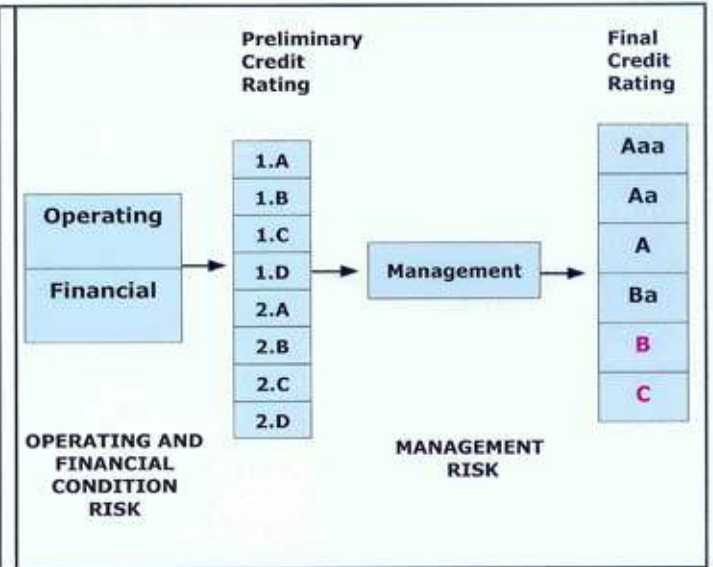 Preliminary
Credit
Rating
Final
Credit
Rating
Operating
Financial
1.A
1.B
1.C
1.D
2.A
2.B
2.C
2.D
Management
Aaa
Aa
A
Ba
B
C
OPERATING AND
FINANCIAL
CONDITION
RISK
MANAGEMENT
RISK